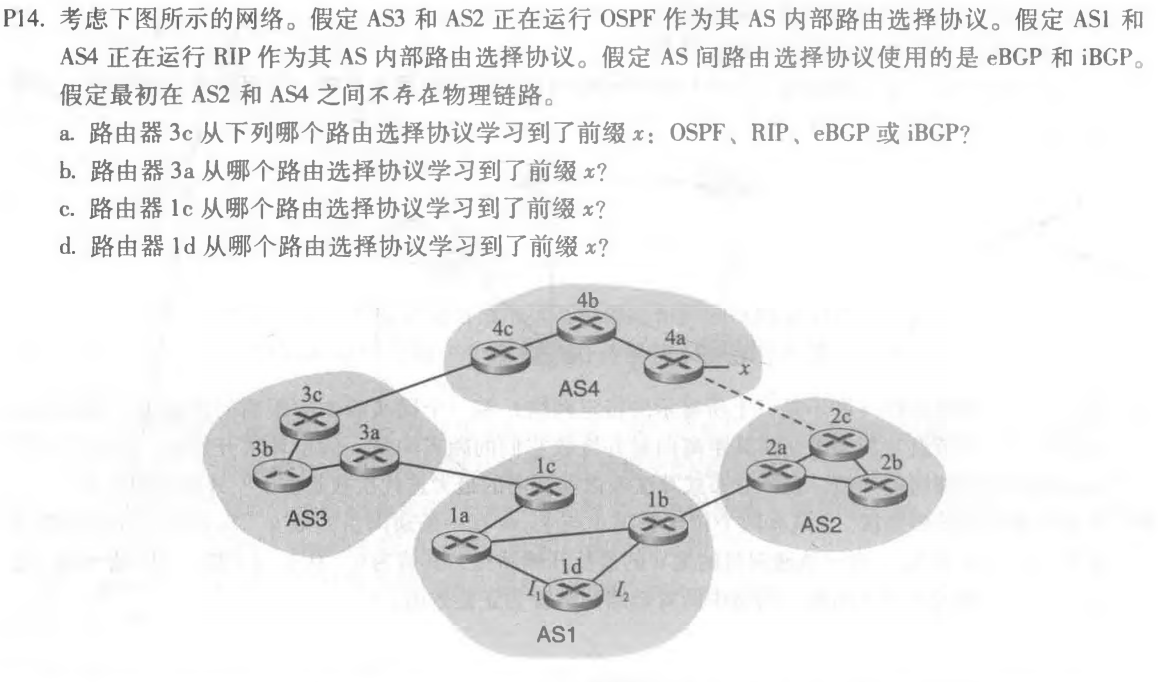 P14. 考虑下图所示的网络。假定 AS3 和 AS2 正在运行 OSPF 作为其 AS 内部路由选择协议。假定 AS1 和
AS4 正在运行 RIP 作为其 AS 内部路由选择协议。假定 AS 间路由选择协议使用的是 eBGP 和 iBGP。
假定最初在 AS2 和 AS4 之间不存在物理链路。
a. 路由器 3c 从下列哪个路由选择协议学习到了前缀 x：OSPF、RIP、eBGP 或 iBGP?
b. 路由器 3a 从哪个路由选择协议学习到了前缀 x?
c. 路由器 1c 从哪个路由选择协议学习到了前缀 x?
d. 路由器 1d 从哪个路由选择协议学习到了前缀 x?
4b
4c
4a
x
AS4
3c
3b
3a
AS3
2c
2a
2b
AS2
1c
1a
1b
1d
I₁
I₂
AS1